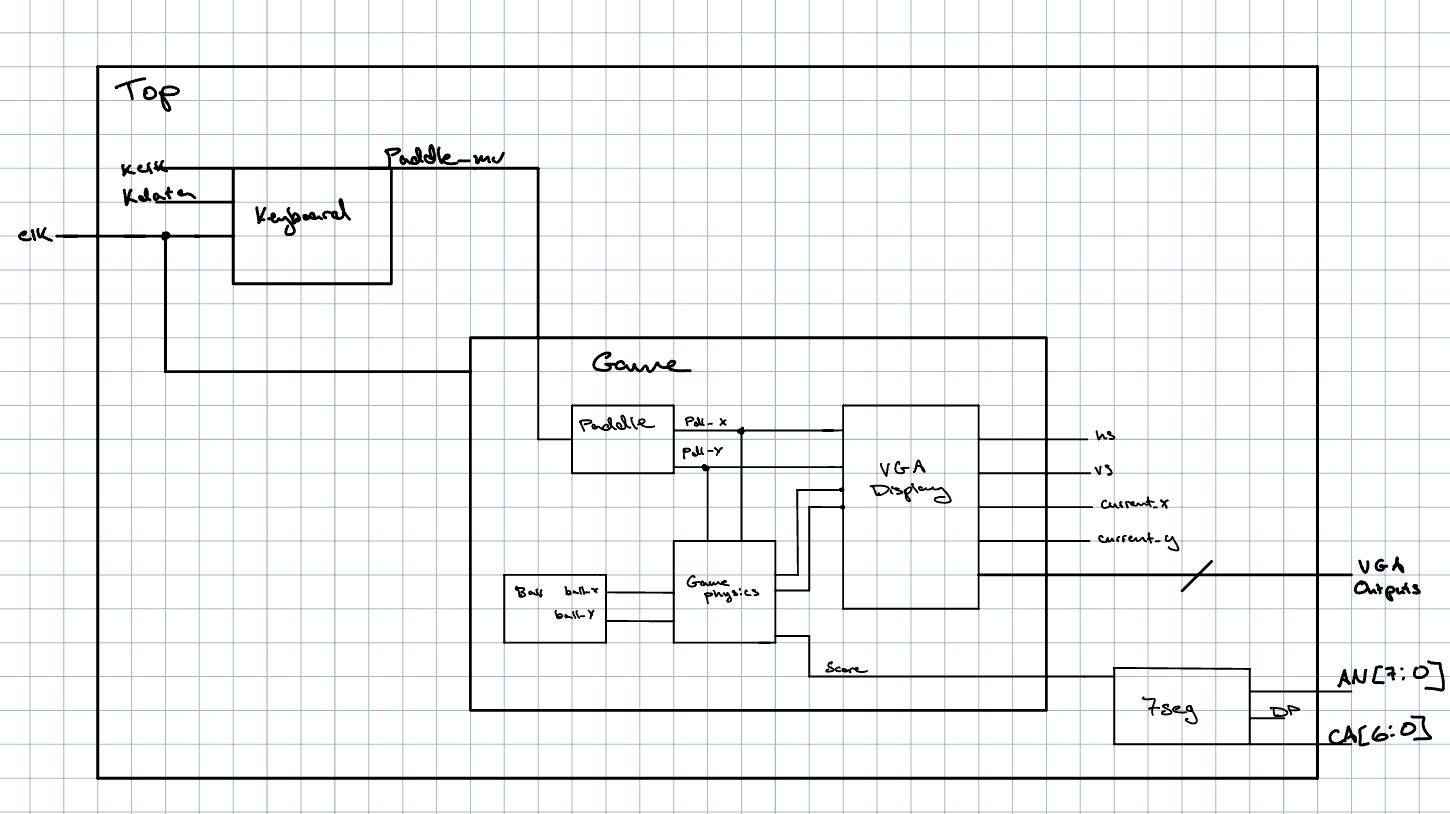 Top
Kclk
Paddle_mv
Kdata
Keyboard
clk
Game
Paddle
Pdl_x
Pdl_Y
VGA
Display
hs
vs
current_x
current_y
VGA
Outputs
Ball
ball_x
ball_Y
Game
physics
Score
7seg
AN[7:0]
DP
CA[6:0]